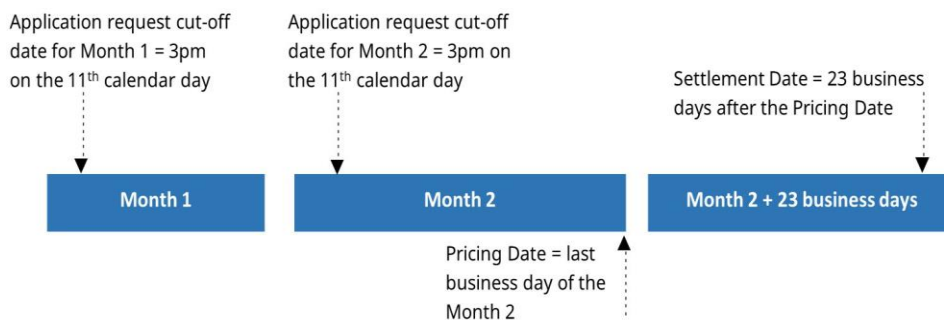 Application request cut-off
date for Month 1 = 3pm
on the 11th calendar day
Application request cut-off
date for Month 2 = 3pm on
the 11th calendar day
Settlement Date = 23 business
days after the Pricing Date
Month 1
Month 2
Month 2 + 23 business days
Pricing Date = last
business day of the
Month 2